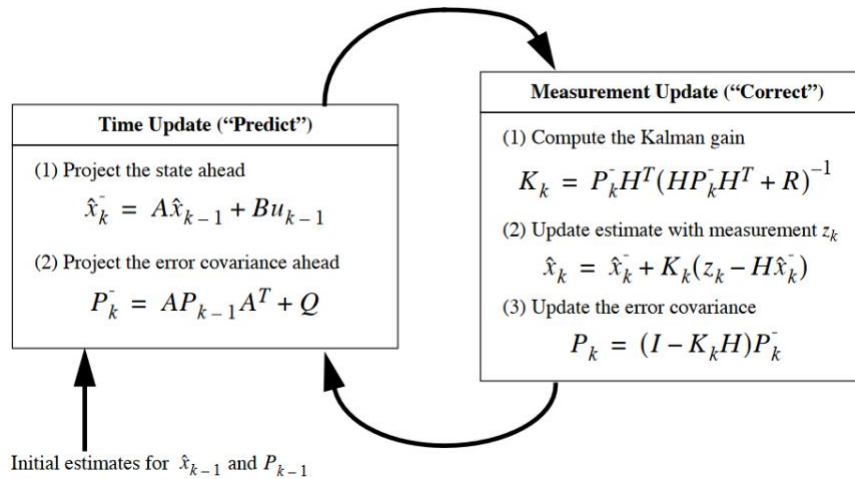 Time Update (“Predict”)
(1) Project the state ahead
x̂ₖ⁻ = Ax̂ₖ₋₁ + Buₖ₋₁
(2) Project the error covariance ahead
Pₖ⁻ = APₖ₋₁Aᵀ + Q
Initial estimates for x̂ₖ₋₁ and Pₖ₋₁
Measurement Update (“Correct”)
(1) Compute the Kalman gain
Kₖ = Pₖ⁻Hᵀ(HPₖ⁻Hᵀ + R)⁻¹
(2) Update estimate with measurement zₖ
x̂ₖ = x̂ₖ⁻ + Kₖ(zₖ – Hx̂ₖ⁻)
(3) Update the error covariance
Pₖ = (I – KₖH)Pₖ⁻